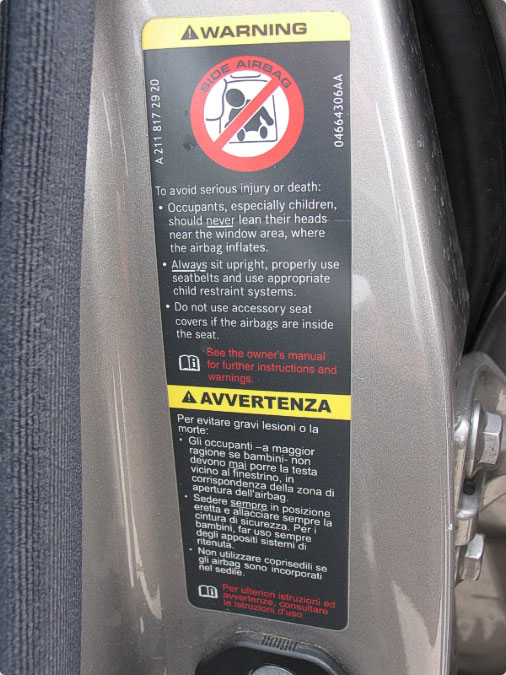 WARNING
SIDE AIRBAG
A 211 817 29 20
04664306AA
To avoid serious injury or death:
• Occupants, especially children,
should never lean their heads
near the window area, where
the airbag inflates.
• Always sit upright, properly use
seatbelts and use appropriate
child restraint systems.
• Do not use accessory seat
covers if the airbags are inside
the seat.
See the owner's manual
for further instructions and
warnings.
AVVERTENZA
Per evitare gravi lesioni o la
morte:
• Gli occupanti –a maggior
ragione se bambini- non
devono mai porre la testa
vicino al finestrino, in
corrispondenza della zona di
apertura dell'airbag.
• Sedere sempre in posizione
eretta e allacciare sempre la
cintura di sicurezza. Per i
bambini, far uso sempre
degli appositi sistemi di
ritenuta.
• Non utilizzare coprisedili se
gli airbag sono incorporati
nel sedile.
Per ulteriori istruzioni ed
avvertenze, consultare
le istruzioni d'uso.